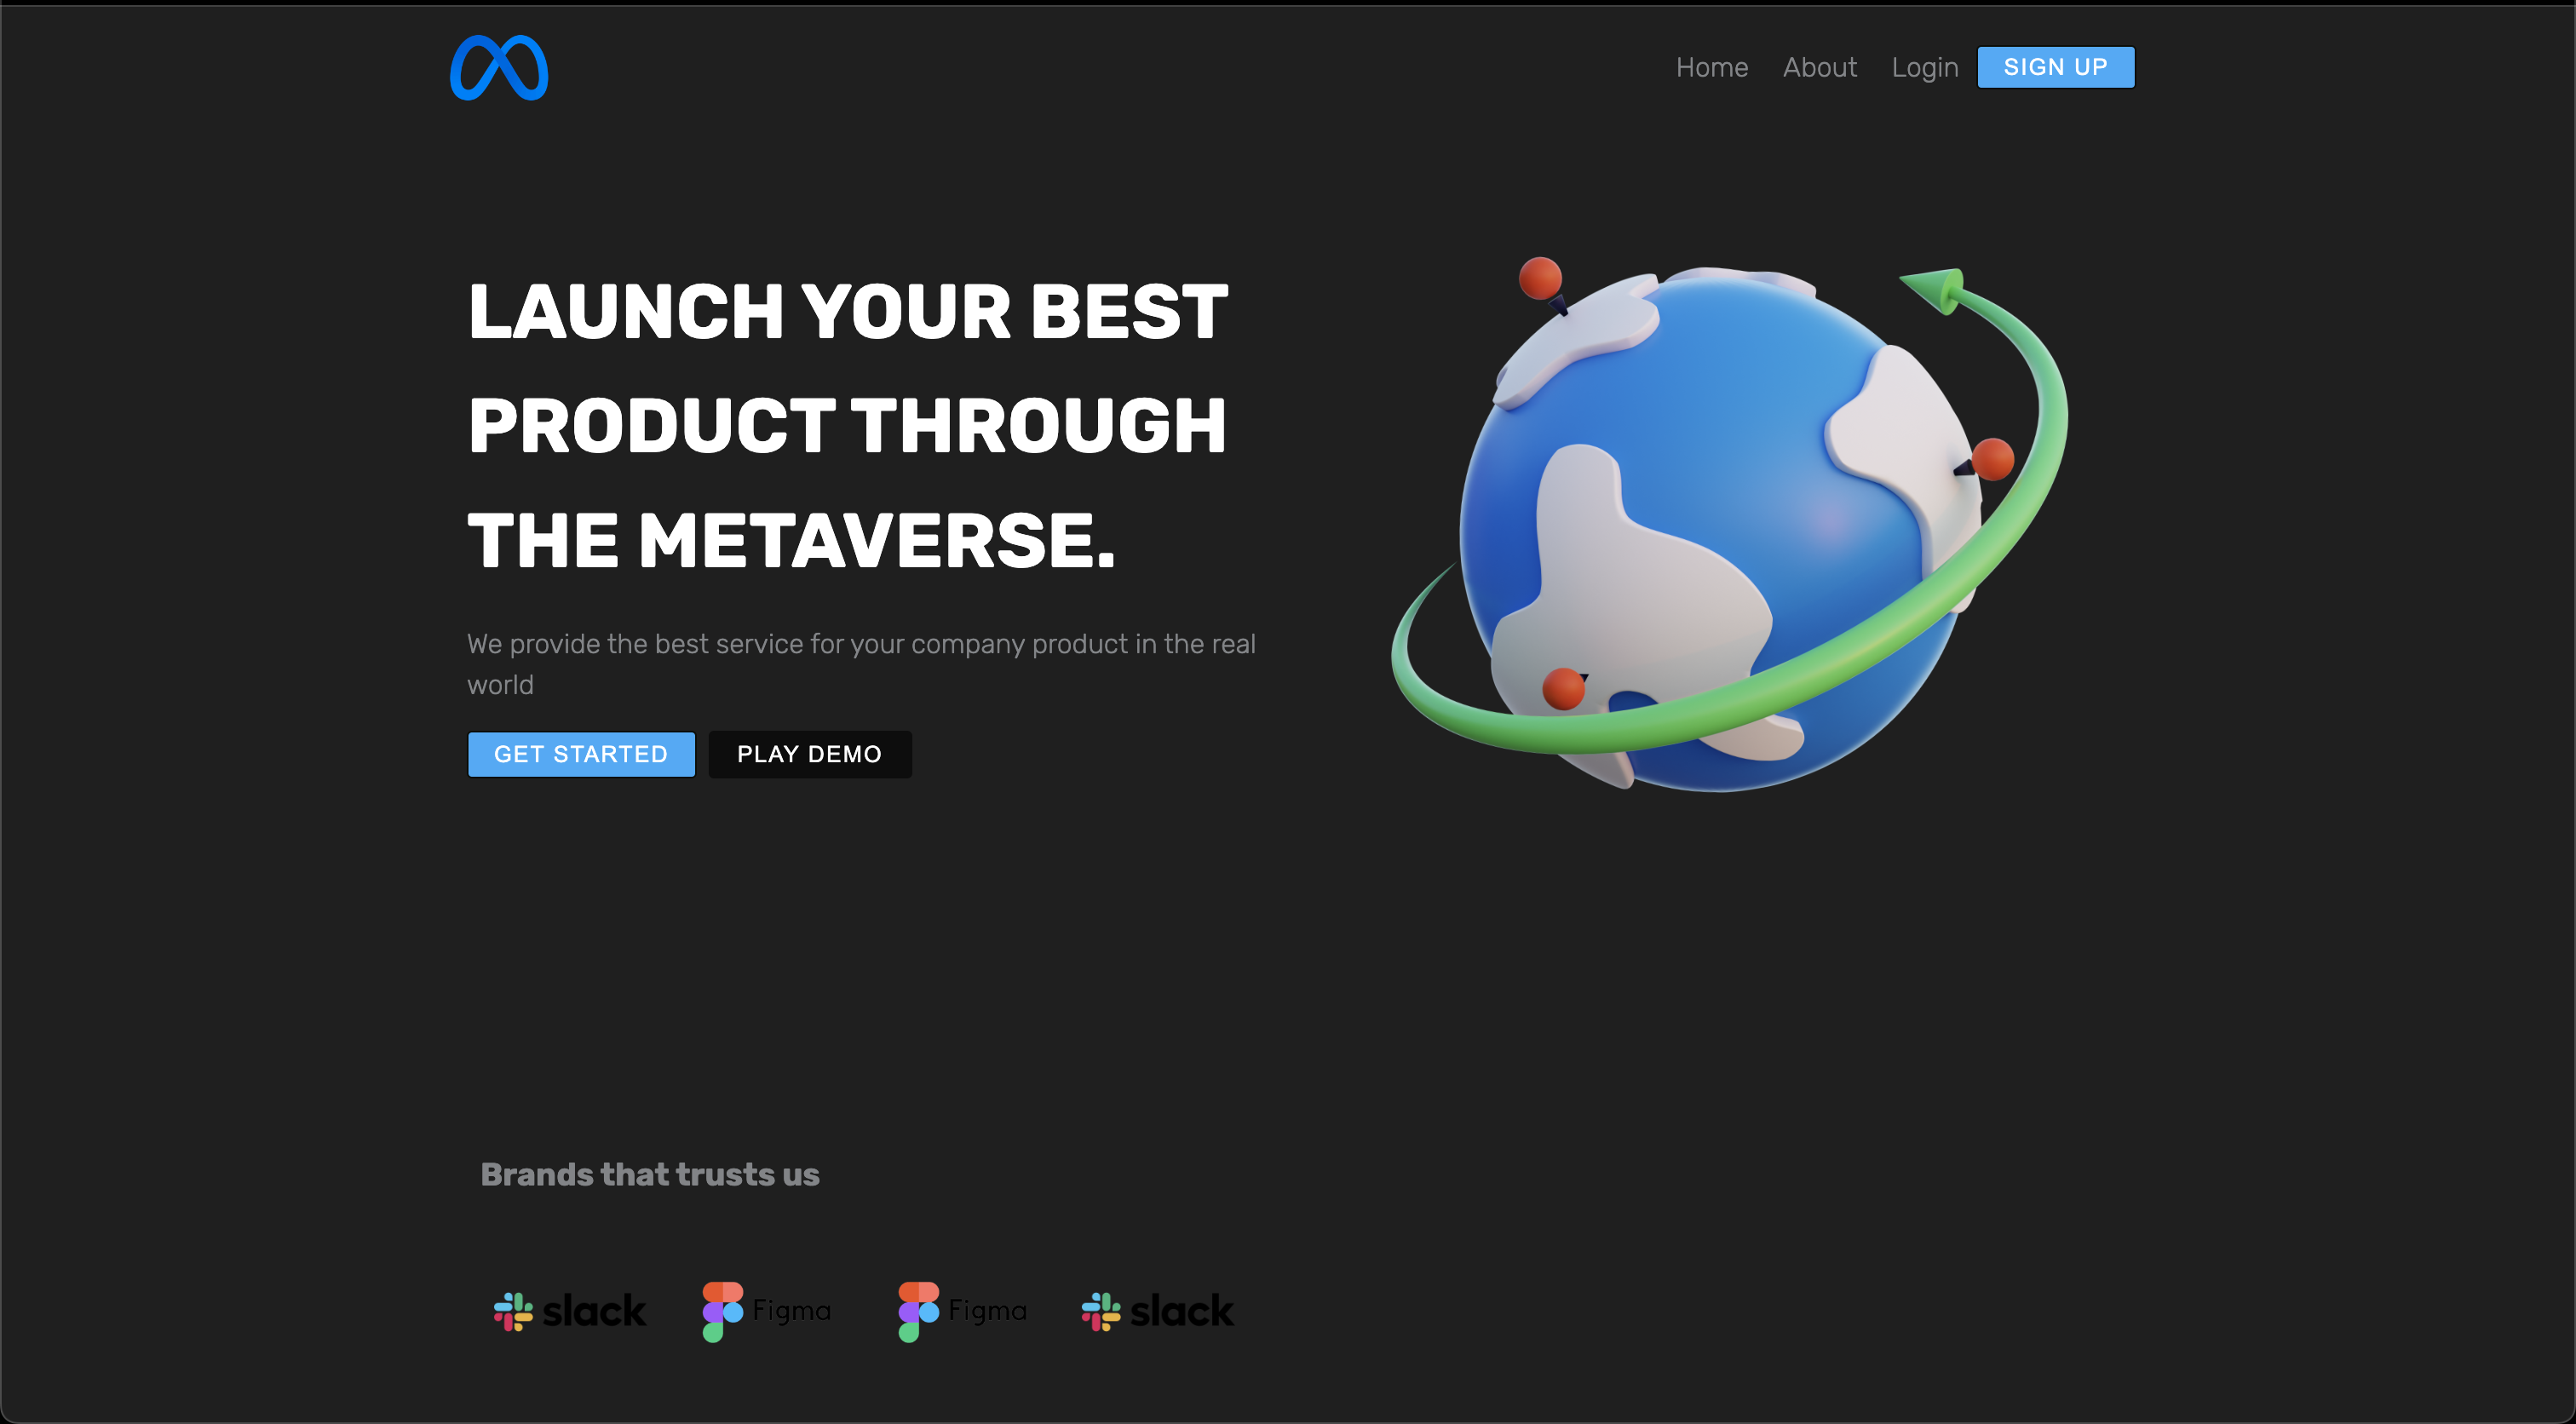 Home About Login SIGN UP
LAUNCH YOUR BEST
PRODUCT THROUGH
THE METAVERSE.
We provide the best service for your company product in the real
world
GET STARTED PLAY DEMO
Brands that trusts us
slack Figma Figma slack